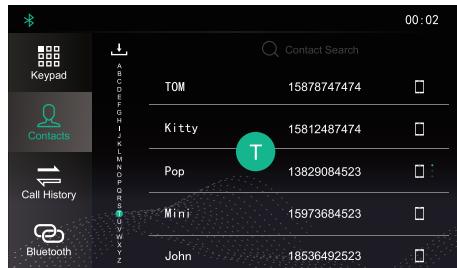 00:02
Keypad
Contacts
Call History
Bluetooth
A
B
C
D
E
F
G
H
I
J
K
L
M
N
O
P
Q
R
S
T
U
V
W
X
Y
Z
Contact Search
TOM 15878747474
Kitty 15812487474
T
Pop 13829084523
Mini 15973684523
John 18536492523